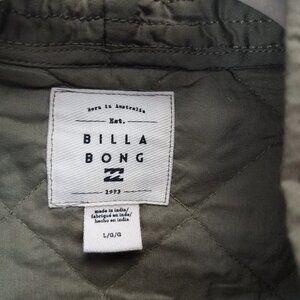 Born in Australia
Est.
BILLA
BONG
1973
made in india/
fabriqué en inde/
hecho en india
L/G/G